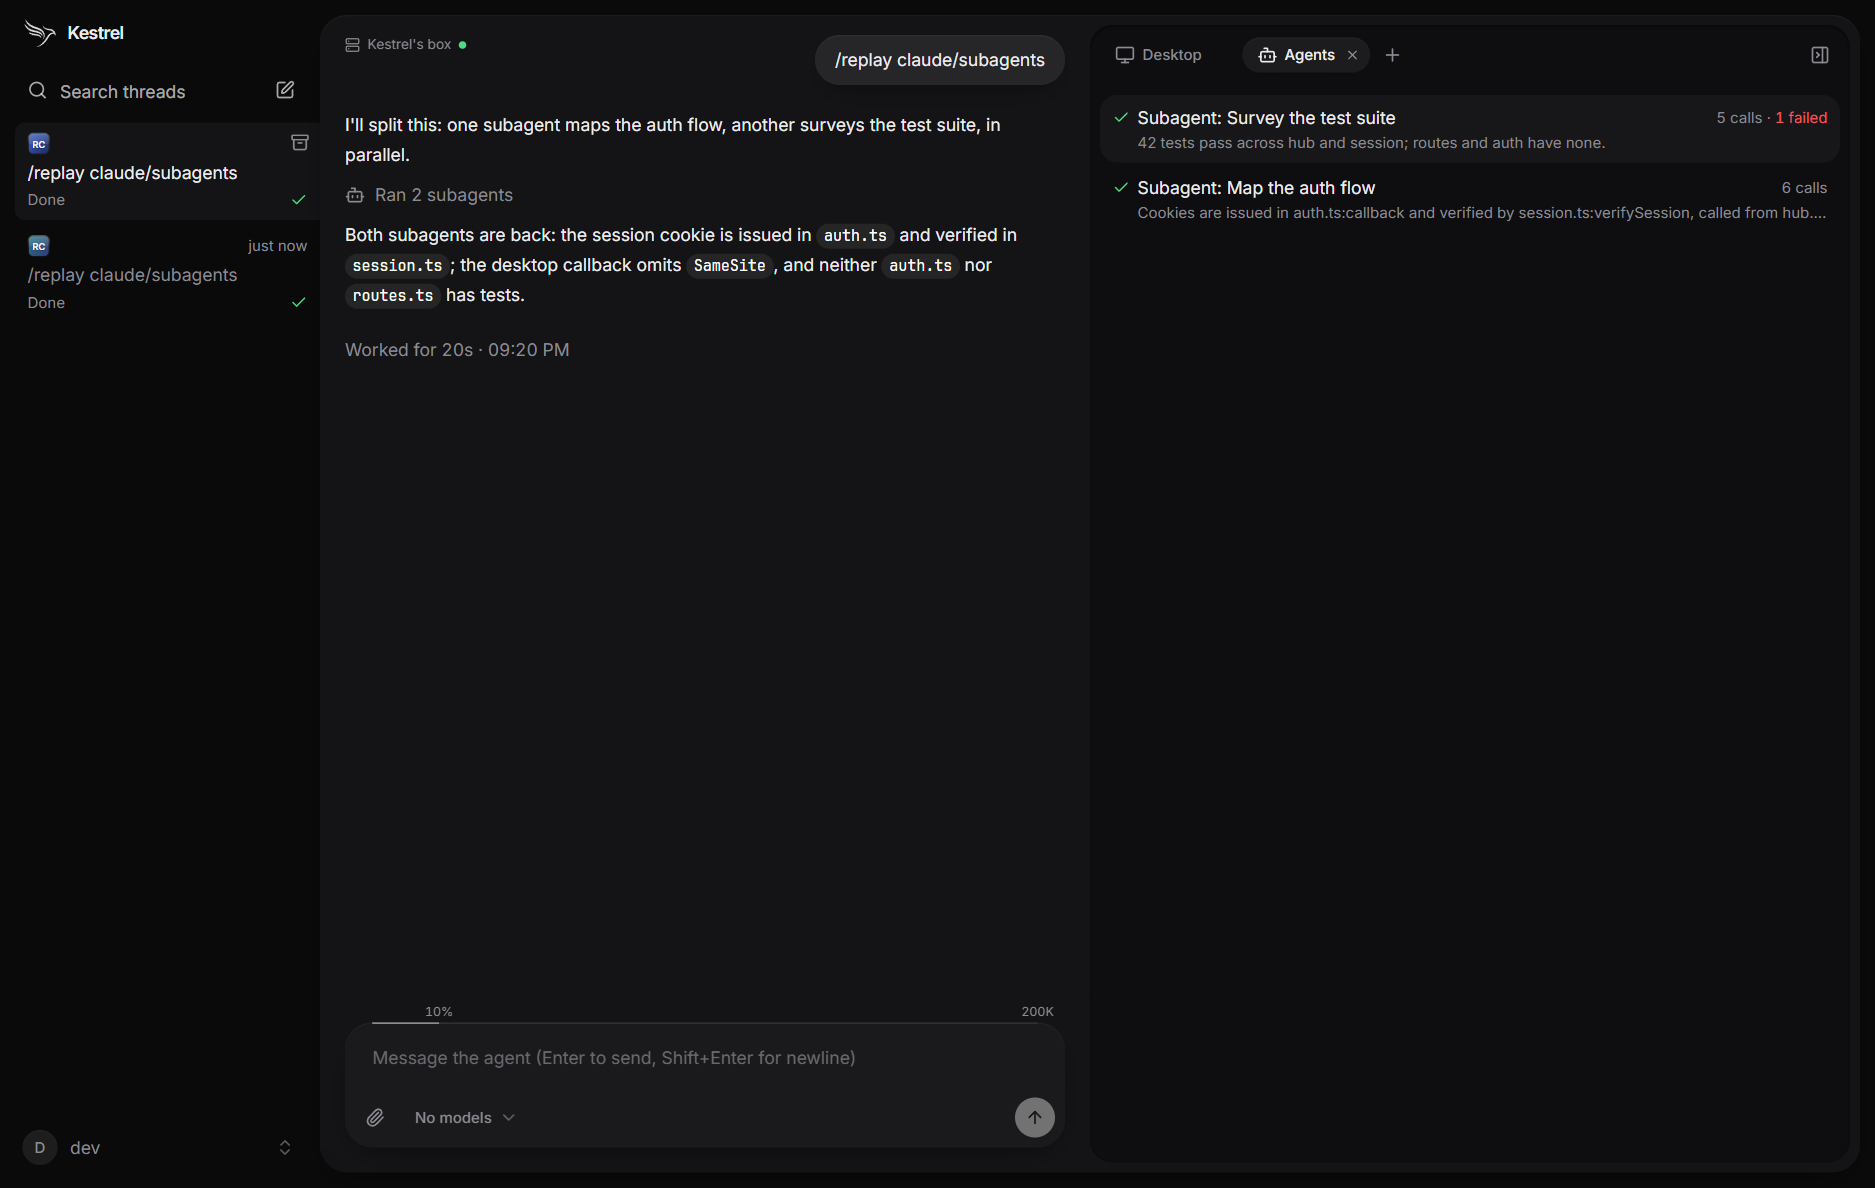 Kestrel
Search threads
RC
/replay claude/subagents
Done
RC
just now
/replay claude/subagents
Done
D
dev
Kestrel's box
/replay claude/subagents
I'll split this: one subagent maps the auth flow, another surveys the test suite, in
parallel.
Ran 2 subagents
Both subagents are back: the session cookie is issued in auth.ts and verified in
session.ts; the desktop callback omits SameSite, and neither auth.ts nor
routes.ts has tests.
Worked for 20s · 09:20 PM
10%
200K
Message the agent (Enter to send, Shift+Enter for newline)
No models
Desktop
Agents
Subagent: Survey the test suite
5 calls · 1 failed
42 tests pass across hub and session; routes and auth have none.
Subagent: Map the auth flow
6 calls
Cookies are issued in auth.ts:callback and verified by session.ts:verifySession, called from hub....